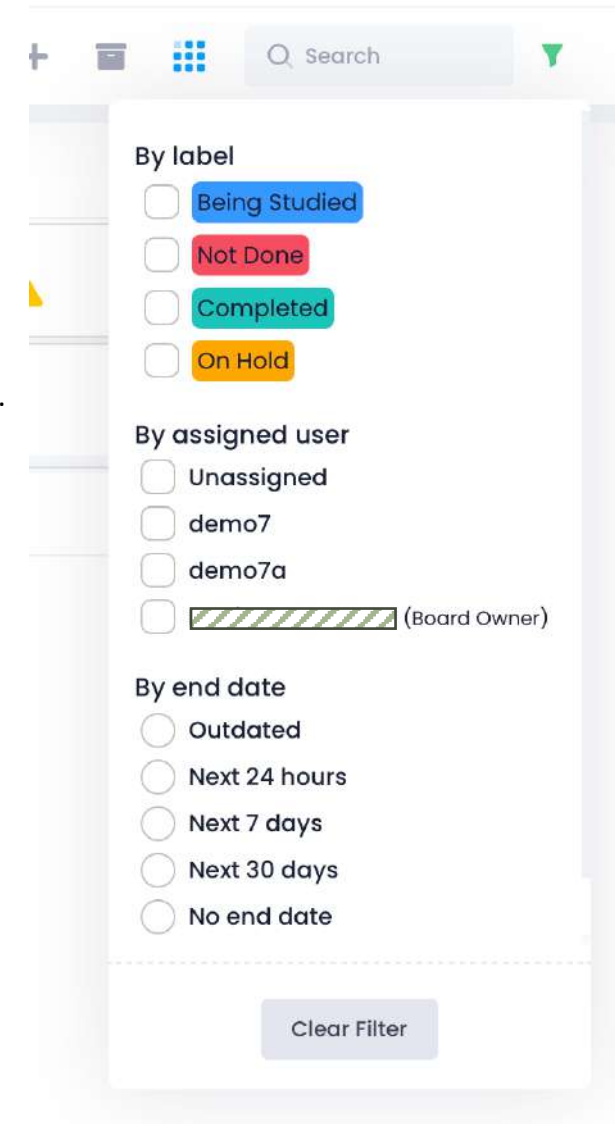 Search
By label
Being Studied
Not Done
Completed
On Hold
By assigned user
Unassigned
demo7
demo7a
(Board Owner)
By end date
Outdated
Next 24 hours
Next 7 days
Next 30 days
No end date
Clear Filter